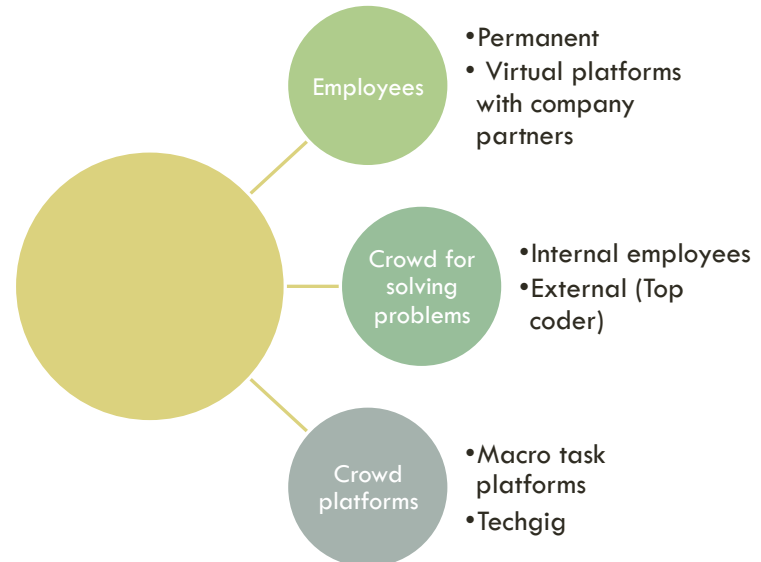 Employees
•Permanent
• Virtual platforms
with company
partners
Crowd for
solving
problems
•Internal employees
•External (Top
coder)
Crowd
platforms
•Macro task
platforms
•Techgig